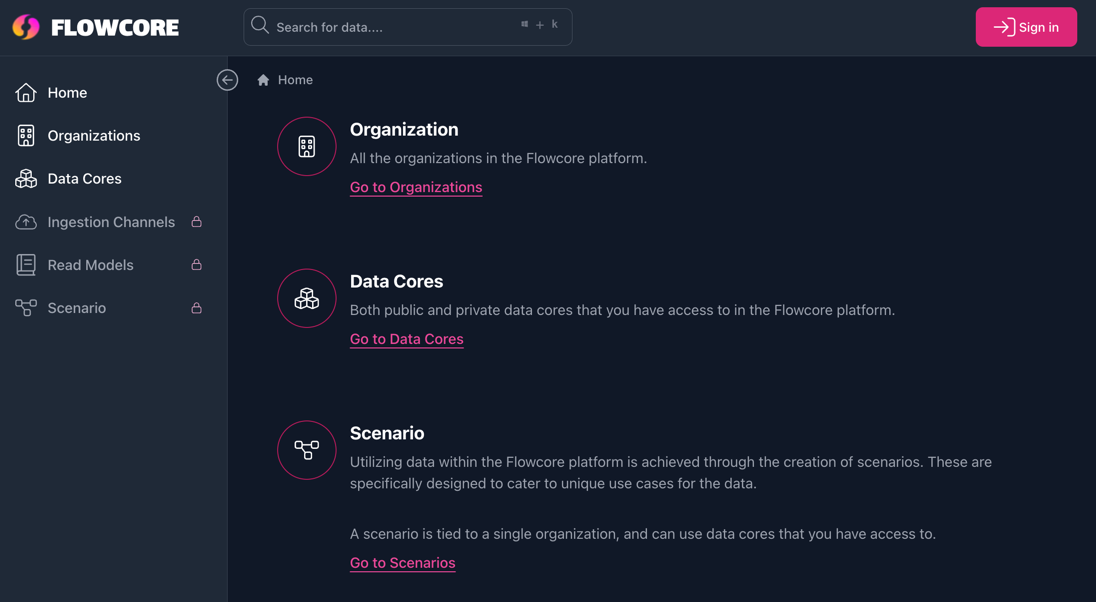 FLOWCORE
Search for data....
+ k
Sign in
Home
Organizations
Data Cores
Ingestion Channels
Read Models
Scenario
Home
Organization
All the organizations in the Flowcore platform.
Go to Organizations
Data Cores
Both public and private data cores that you have access to in the Flowcore platform.
Go to Data Cores
Scenario
Utilizing data within the Flowcore platform is achieved through the creation of scenarios. These are
specifically designed to cater to unique use cases for the data.
A scenario is tied to a single organization, and can use data cores that you have access to.
Go to Scenarios